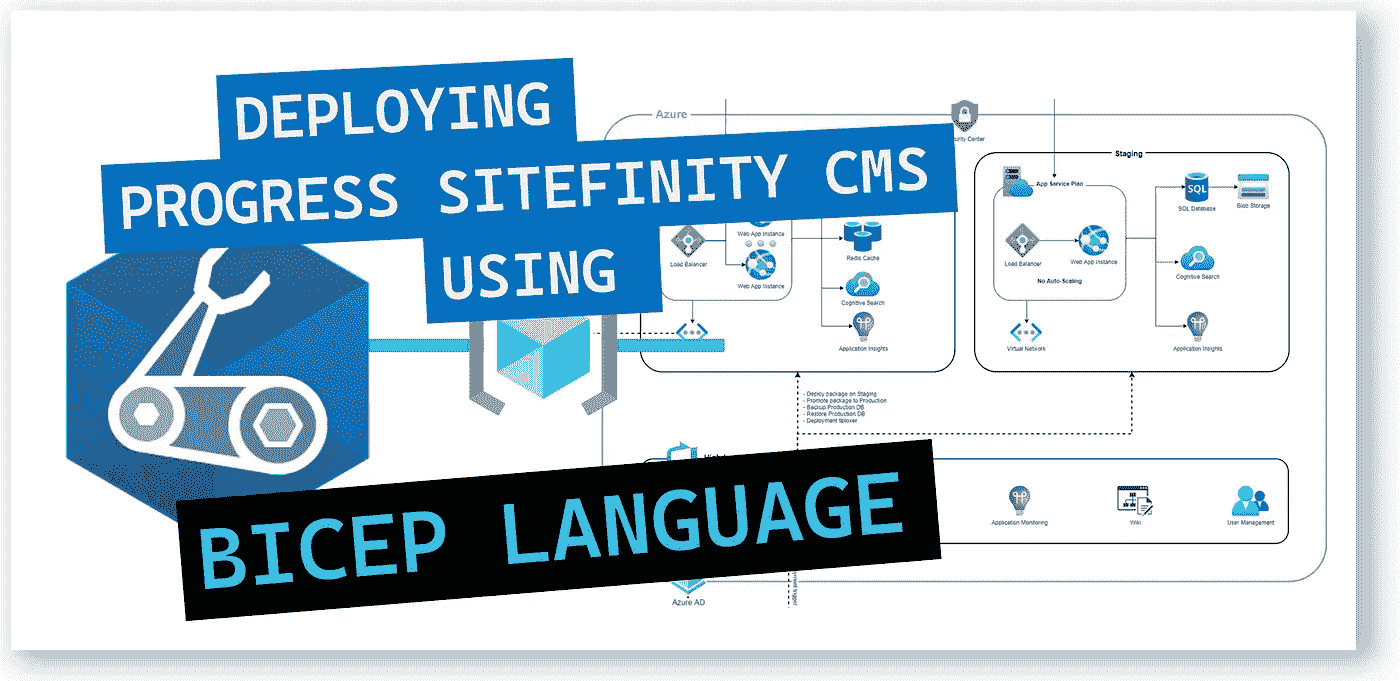 DEPLOYING
PROGRESS SITEFINITY CMS
USING
BICEP LANGUAGE
Azure
Staging
App Service Plan
SQL
SQL Database
Blob Storage
Load Balancer
Web App Instance
No Auto-Scaling
Cognitive Search
Virtual Network
Application Insights
Web App Instance
Load Balancer
Web App Instance
Redis Cache
Cognitive Search
Application Insights
- Deploy package on Staging
- Promote package to Production
- Backup Production DB
- Restore Production DB
- Deployment failover
Application Monitoring
Wiki
User Management
Azure AD